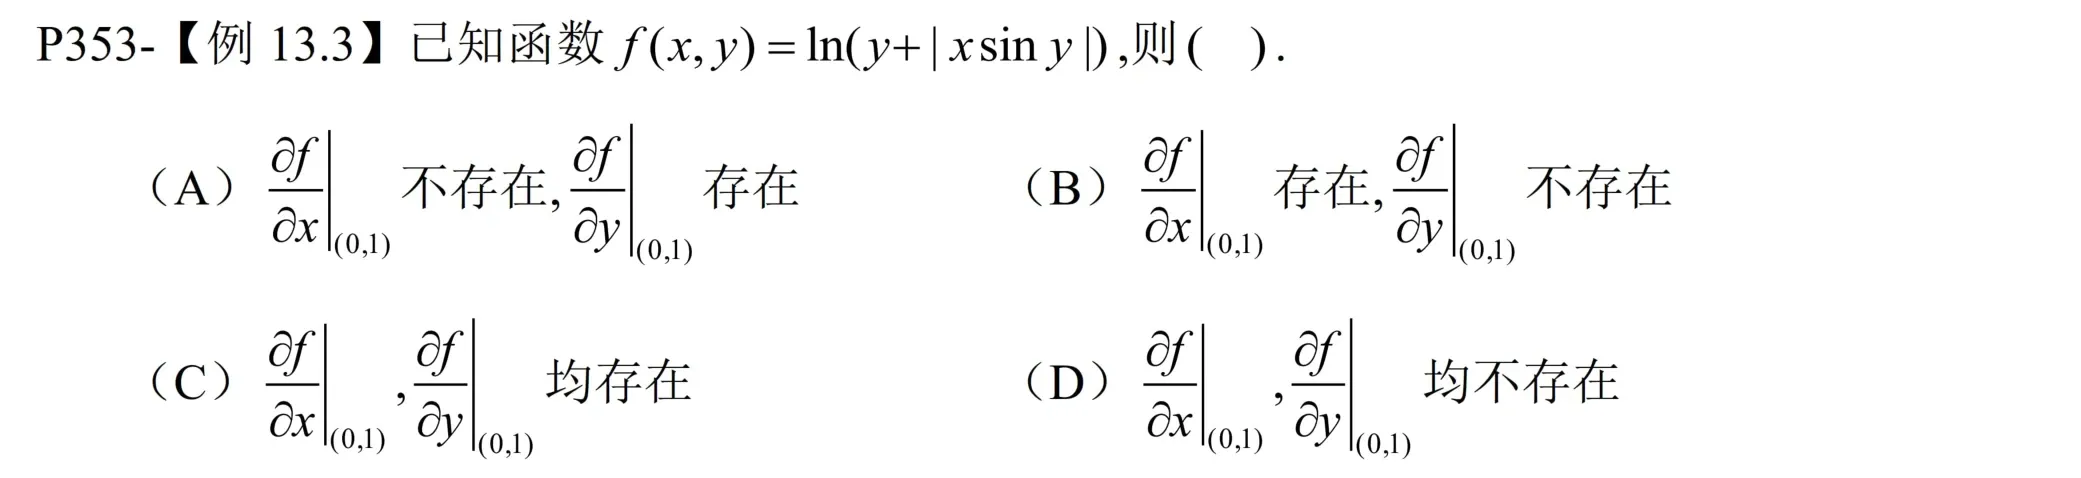 P353-【例 13.3】已知函数 f(x, y) = ln(y+| x sin y |) ,则( ).
（A）∂f/∂x|(0,1) 不存在, ∂f/∂y|(0,1) 存在 （B）∂f/∂x|(0,1) 存在, ∂f/∂y|(0,1) 不存在
（C）∂f/∂x|(0,1) , ∂f/∂y|(0,1) 均存在 （D）∂f/∂x|(0,1) , ∂f/∂y|(0,1) 均不存在